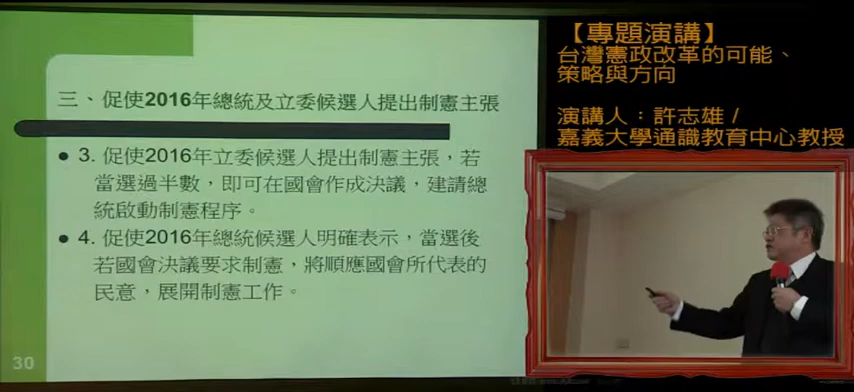 三、促使2016年總統及立委候選人提出制憲主張
● 3. 促使2016年立委候選人提出制憲主張，若
當選過半數，即可在國會作成決議，建請總
統啟動制憲程序。
● 4. 促使2016年總統候選人明確表示，當選後
若國會決議要求制憲，將順應國會所代表的
民意，展開制憲工作。
30
【專題演講】
台灣憲政改革的可能、
策略與方向
演講人：許志雄 /
嘉義大學通識教育中心教授